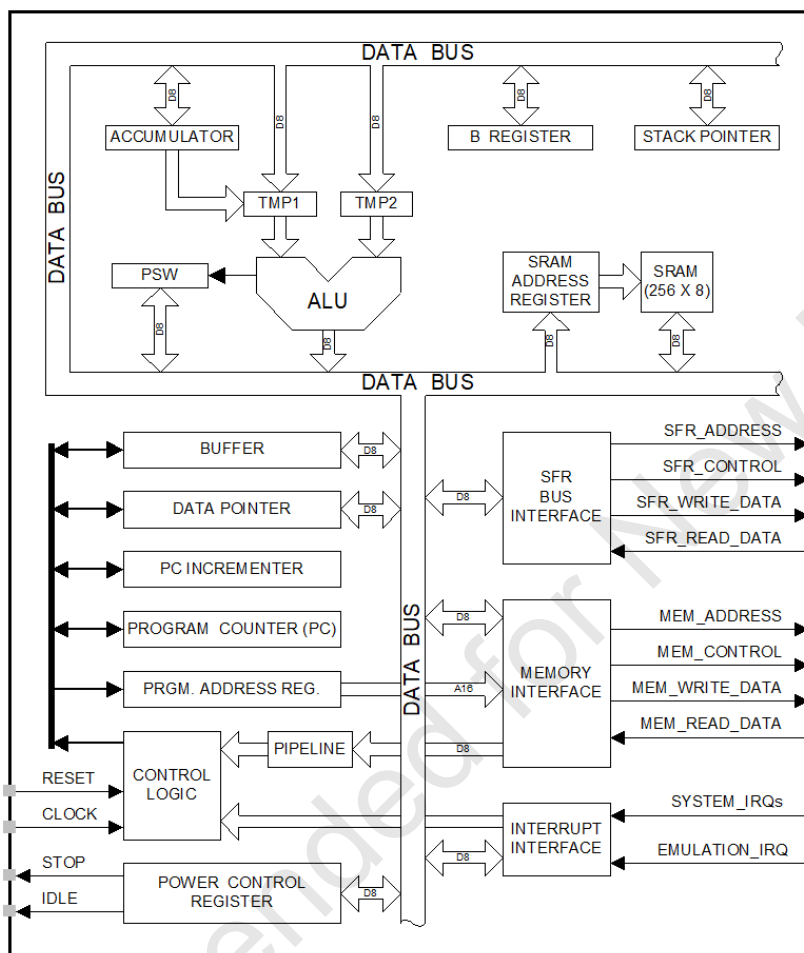 DATA BUS
D8
D8
D8
D8
D8
ACCUMULATOR
B REGISTER
STACK POINTER
DATA BUS
TMP1
TMP2
PSW
ALU
SRAM
ADDRESS
REGISTER
SRAM
(256 X 8)
D8
D8
D8
D8
DATA BUS
BUFFER
D8
DATA POINTER
D8
PC INCREMENTER
PROGRAM COUNTER (PC)
PRGM. ADDRESS REG.
A16
DATA BUS
D8
SFR
BUS
INTERFACE
SFR_ADDRESS
SFR_CONTROL
SFR_WRITE_DATA
SFR_READ_DATA
D8
MEMORY
INTERFACE
MEM_ADDRESS
MEM_CONTROL
MEM_WRITE_DATA
MEM_READ_DATA
CONTROL
LOGIC
PIPELINE
D8
RESET
CLOCK
INTERRUPT
INTERFACE
D8
SYSTEM_IRQs
EMULATION_IRQ
STOP
IDLE
POWER CONTROL
REGISTER
D8
ended for New